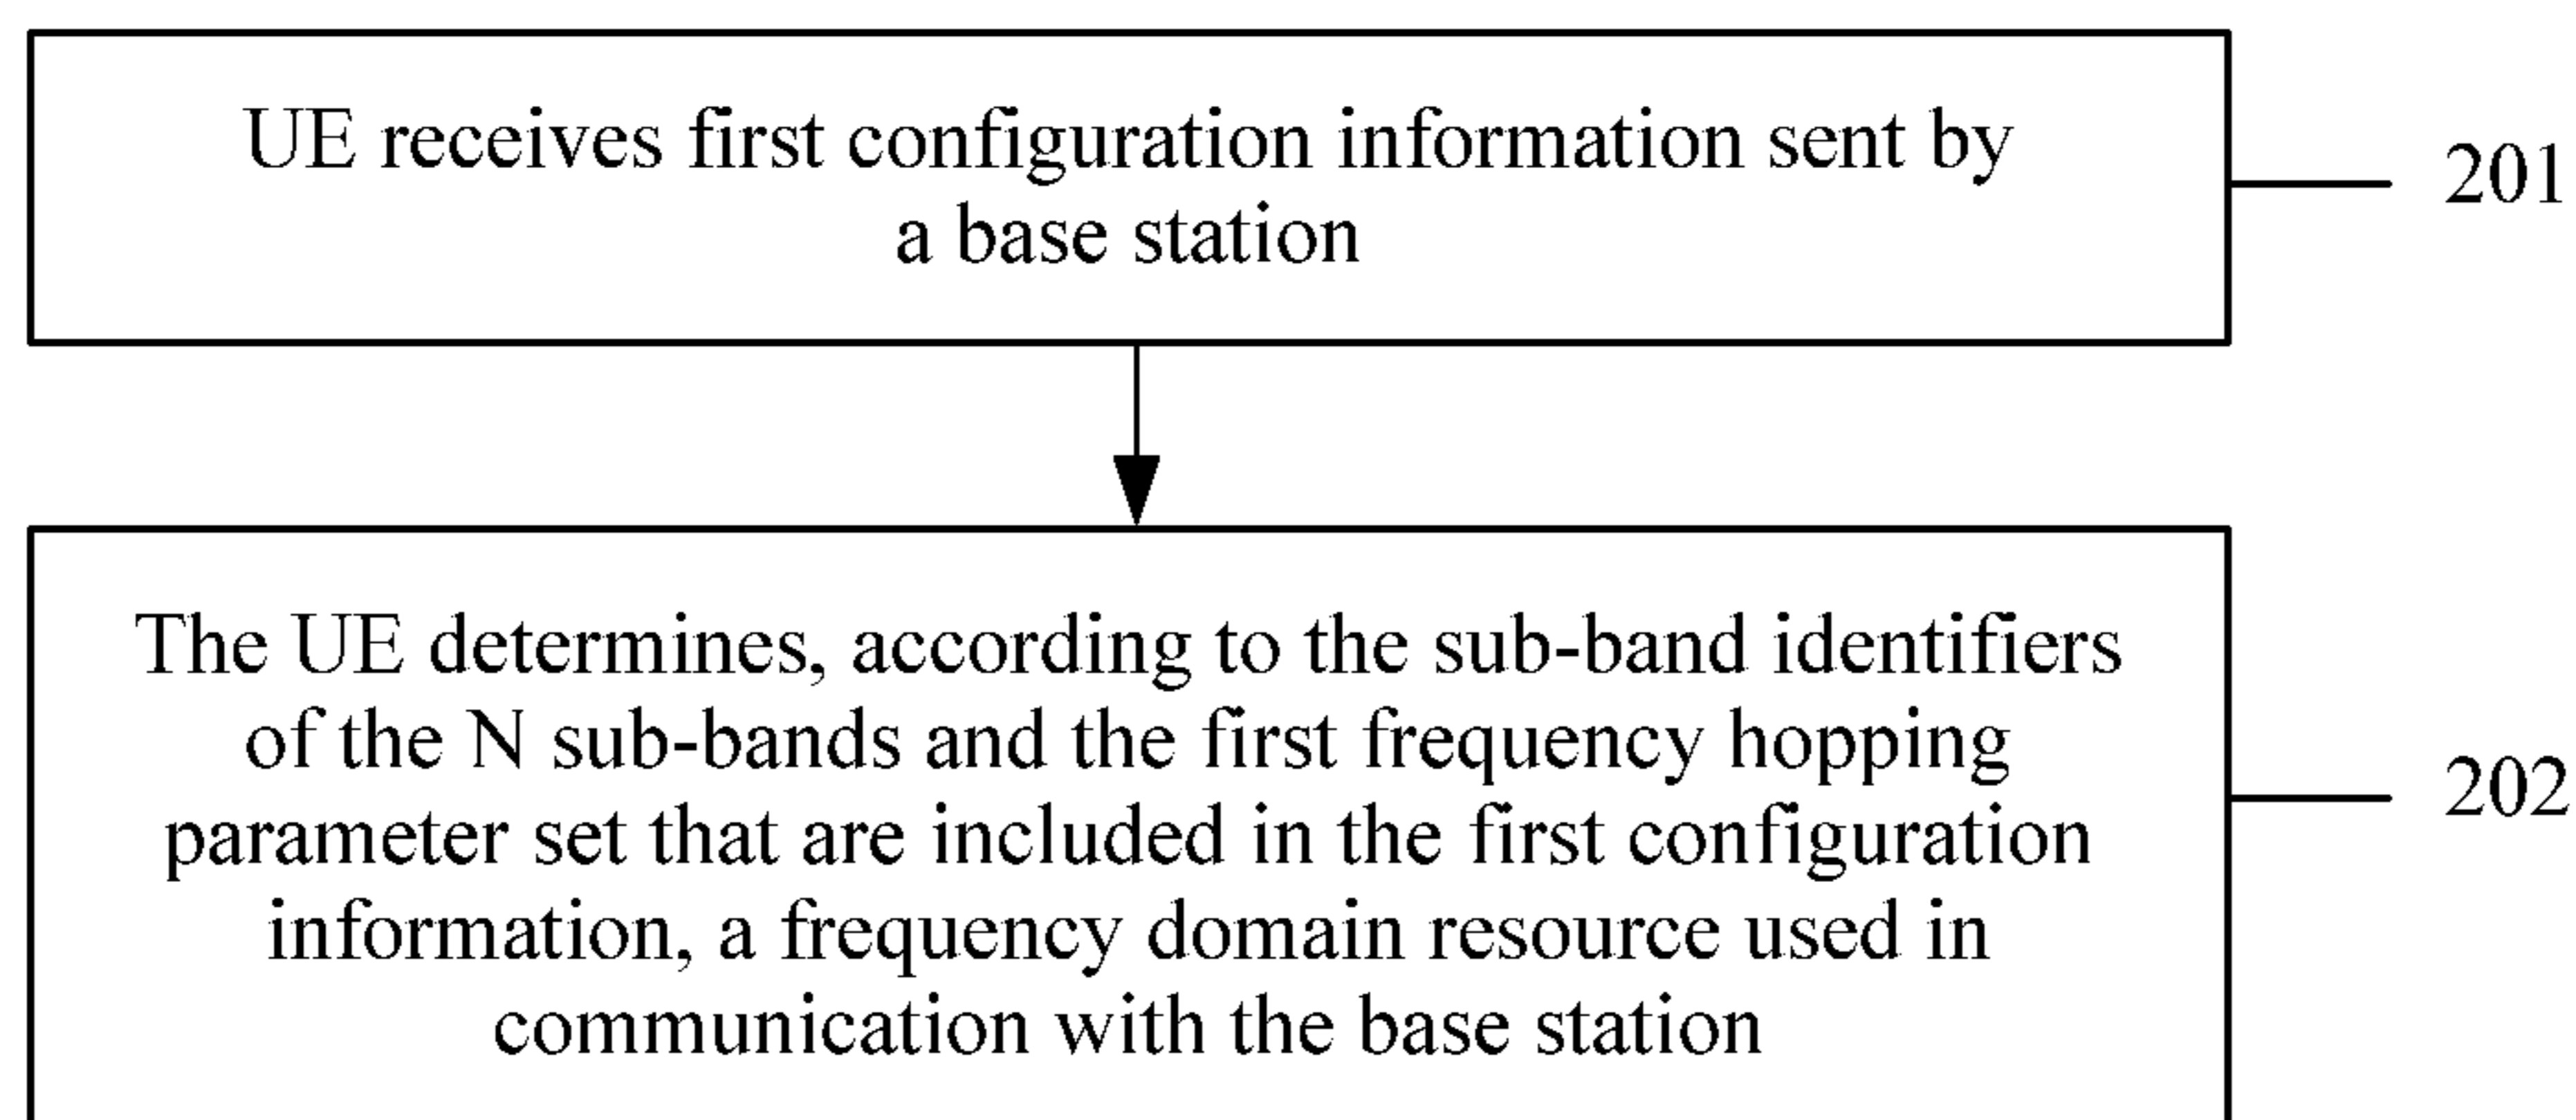 UE receives first configuration information sent by
a base station
201
The UE determines, according to the sub-band identifiers
of the N sub-bands and the first frequency hopping
parameter set that are included in the first configuration
information, a frequency domain resource used in
communication with the base station
202